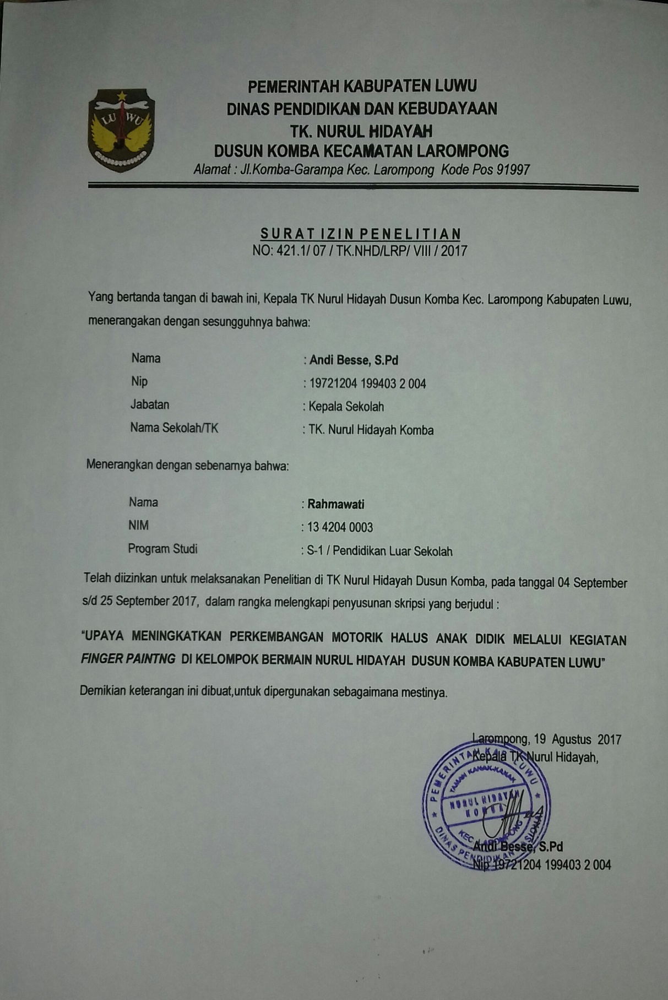 LUWU
PEMERINTAH KABUPATEN LUWU
DINAS PENDIDIKAN DAN KEBUDAYAAN
TK. NURUL HIDAYAH
DUSUN KOMBA KECAMATAN LAROMPONG
Alamat : Jl.Komba-Garampa Kec. Larompong Kode Pos 91997
SURAT IZIN PENELITIAN
NO: 421.1/ 07 / TK.NHD/LRP/ VIII / 2017
Yang bertanda tangan di bawah ini, Kepala TK Nurul Hidayah Dusun Komba Kec. Larompong Kabupaten Luwu,
menerangakan dengan sesungguhnya bahwa:
Nama : Andi Besse, S.Pd
Nip : 19721204 199403 2 004
Jabatan : Kepala Sekolah
Nama Sekolah/TK : TK. Nurul Hidayah Komba
Menerangkan dengan sebenarnya bahwa:
Nama : Rahmawati
NIM : 13 4204 0003
Program Studi : S-1 / Pendidikan Luar Sekolah
Telah diizinkan untuk melaksanakan Penelitian di TK Nurul Hidayah Dusun Komba, pada tanggal 04 September
s/d 25 September 2017, dalam rangka melengkapi penyusunan skripsi yang berjudul :
"UPAYA MENINGKATKAN PERKEMBANGAN MOTORIK HALUS ANAK DIDIK MELALUI KEGIATAN
FINGER PAINTNG DI KELOMPOK BERMAIN NURUL HIDAYAH DUSUN KOMBA KABUPATEN LUWU"
Demikian keterangan ini dibuat,untuk dipergunakan sebagaimana mestinya.
Larompong, 19 Agustus 2017
Kepala TK Nurul Hidayah,
PEMERINTAH KAB. LUWU
TAMAN KANAK-KANAK
NURUL HIDAYAH
KOMBA
KEC. LAROMPONG
DINAS PENDIDIKAN NASIONAL
Andi Besse, S.Pd
Nip 19721204 199403 2 004